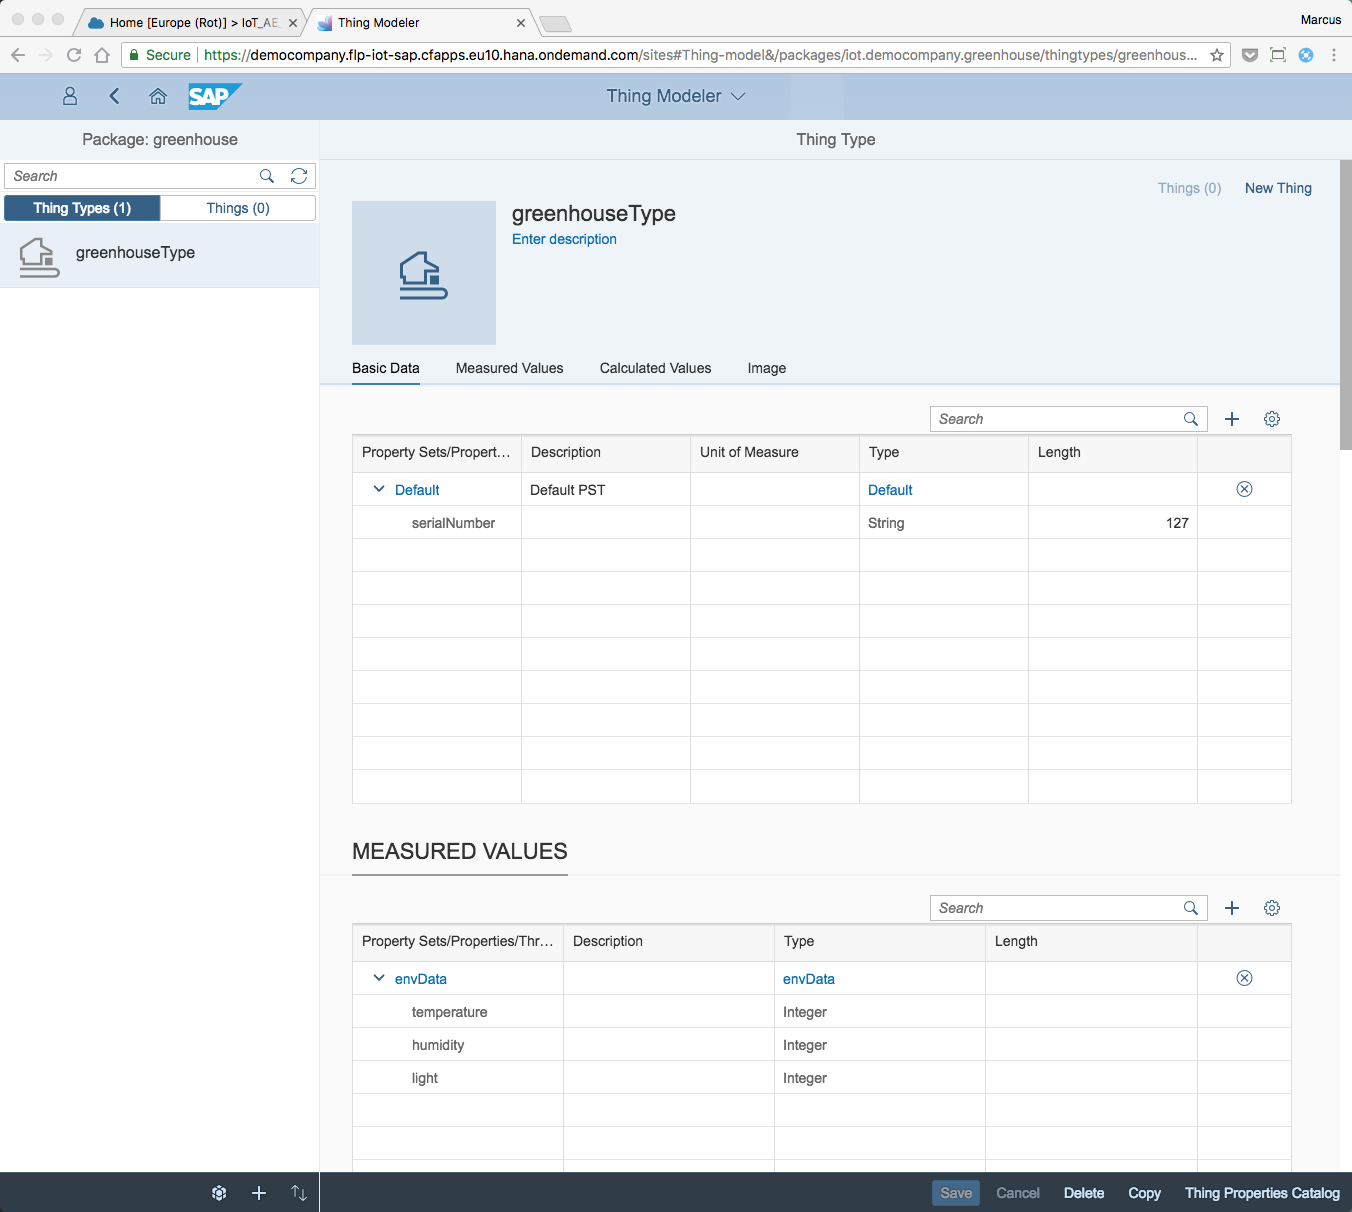 Home [Europe (Rot)] > IoT_AE_
Thing Modeler
Marcus
Secure
https://democompany.flp-iot-sap.cfapps.eu10.hana.ondemand.com/sites#Thing-model&/packages/iot.democompany.greenhouse/thingtypes/greenhous...
SAP
Thing Modeler
Package: greenhouse
Thing Type
Search
Thing Types (1)
Things (0)
greenhouseType
Things (0)
New Thing
greenhouseType
Enter description
Basic Data
Measured Values
Calculated Values
Image
Search
Property Sets/Propert... Description Unit of Measure Type Length
Default Default PST Default
serialNumber String 127
MEASURED VALUES
Search
Property Sets/Properties/Thr... Description Type Length
envData envData
temperature Integer
humidity Integer
light Integer
Save Cancel Delete Copy Thing Properties Catalog